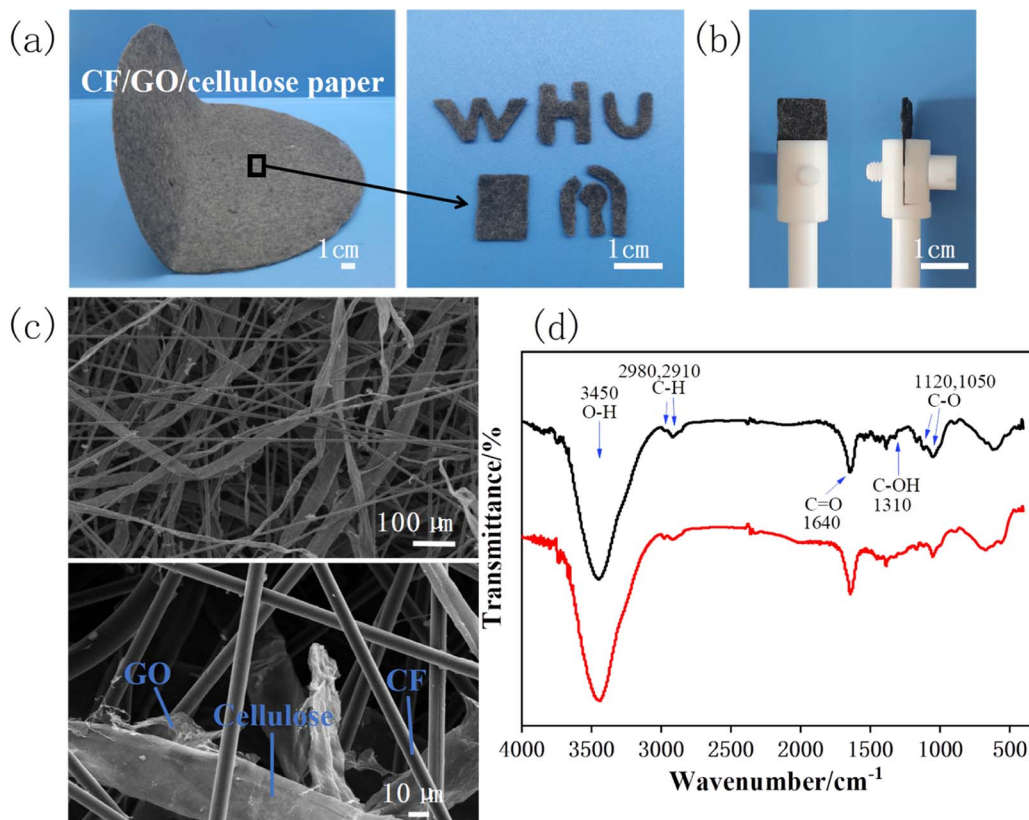 (a)
CF/GO/cellulose paper
1cm
W H U
1cm
(b)
1cm
(c)
100 μm
GO
Cellulose
CF
10 μm
(d)
2980,2910
C-H
3450
O-H
1120,1050
C-O
C=O
1640
C-OH
1310
Transmittance/%
4000 3500 3000 2500 2000 1500 1000 500
Wavenumber/cm⁻¹